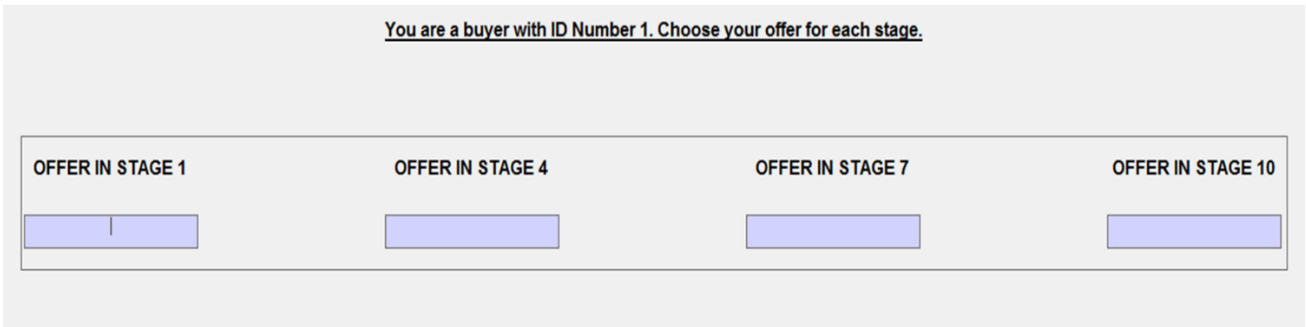 You are a buyer with ID Number 1. Choose your offer for each stage.
OFFER IN STAGE 1
OFFER IN STAGE 4
OFFER IN STAGE 7
OFFER IN STAGE 10